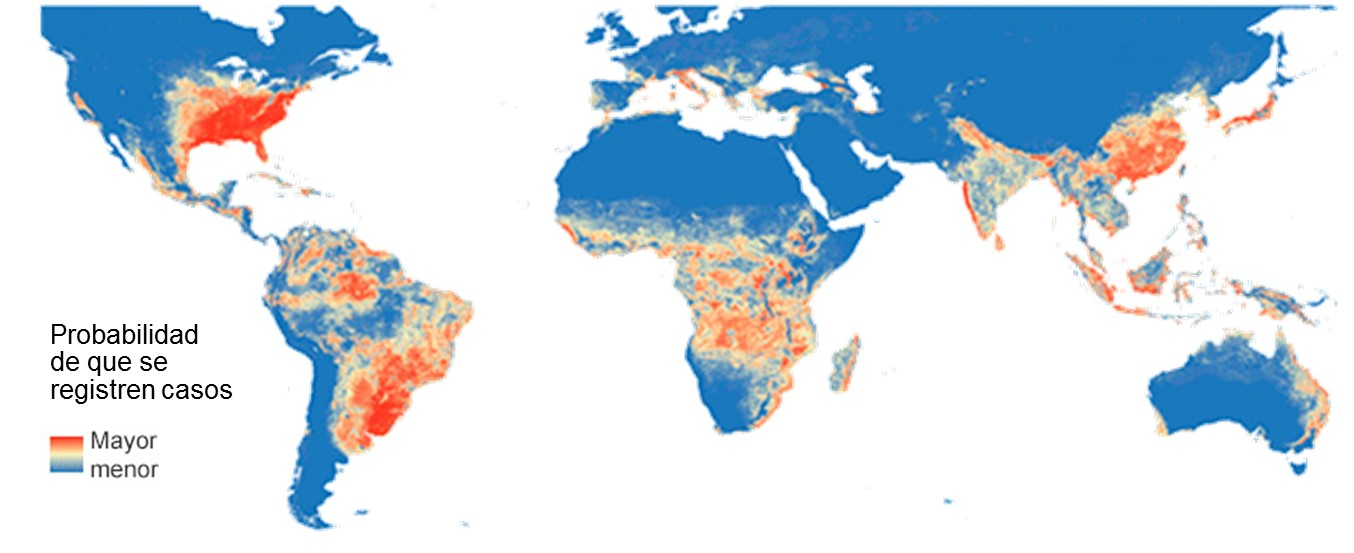 Probabilidad
de que se
registren casos
Mayor
menor